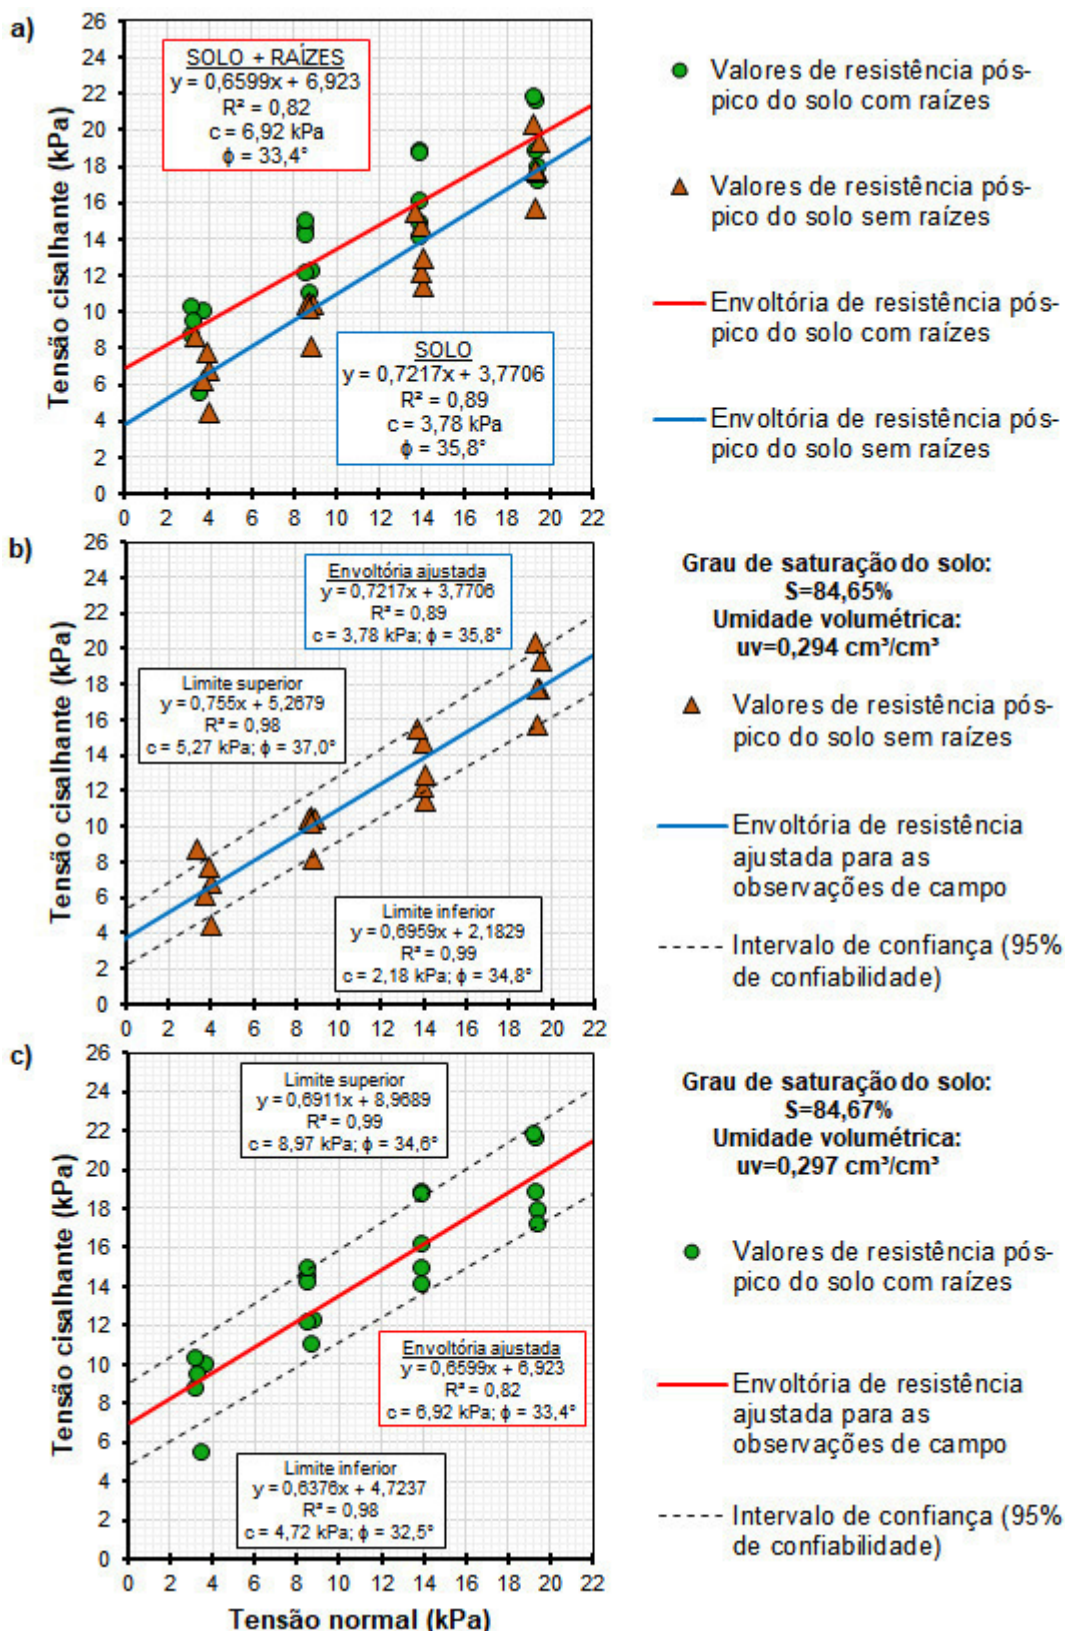 a)
Tensão cisalhante (kPa)
26
24
22
20
18
16
14
12
10
8
6
4
2
0
SOLO + RAÍZES
y = 0,6599x + 6,923
R² = 0,82
c = 6,92 kPa
ϕ = 33,4°
SOLO
y = 0,7217x + 3,7706
R² = 0,89
c = 3,78 kPa
ϕ = 35,8°
0 2 4 6 8 10 12 14 16 18 20 22
Valores de resistência pós-
pico do solo com raízes
Valores de resistência pós-
pico do solo sem raízes
Envoltória de resistência pós-
pico do solo com raízes
Envoltória de resistência pós-
pico do solo sem raízes
b)
Tensão cisalhante (kPa)
26
24
22
20
18
16
14
12
10
8
6
4
2
0
Envoltória ajustada
y = 0,7217x + 3,7706
R² = 0,89
c = 3,78 kPa; ϕ = 35,8°
Limite superior
y = 0,755x + 5,2679
R² = 0,98
c = 5,27 kPa; ϕ = 37,0°
Limite inferior
y = 0,6959x + 2,1829
R² = 0,99
c = 2,18 kPa; ϕ = 34,8°
0 2 4 6 8 10 12 14 16 18 20 22
Grau de saturação do solo:
S=84,65%
Umidade volumétrica:
uv=0,294 cm³/cm³
Valores de resistência pós-
pico do solo sem raízes
Envoltória de resistência
ajustada para as
observações de campo
Intervalo de confiança (95%
de confiabilidade)
c)
Tensão cisalhante (kPa)
26
24
22
20
18
16
14
12
10
8
6
4
2
0
Limite superior
y = 0,6911x + 8,9689
R² = 0,99
c = 8,97 kPa; ϕ = 34,6°
Envoltória ajustada
y = 0,6599x + 6,923
R² = 0,82
c = 6,92 kPa; ϕ = 33,4°
Limite inferior
y = 0,6376x + 4,7237
R² = 0,98
c = 4,72 kPa; ϕ = 32,5°
0 2 4 6 8 10 12 14 16 18 20 22
Tensão normal (kPa)
Grau de saturação do solo:
S=84,67%
Umidade volumétrica:
uv=0,297 cm³/cm³
Valores de resistência pós-
pico do solo com raízes
Envoltória de resistência
ajustada para as
observações de campo
Intervalo de confiança (95%
de confiabilidade)